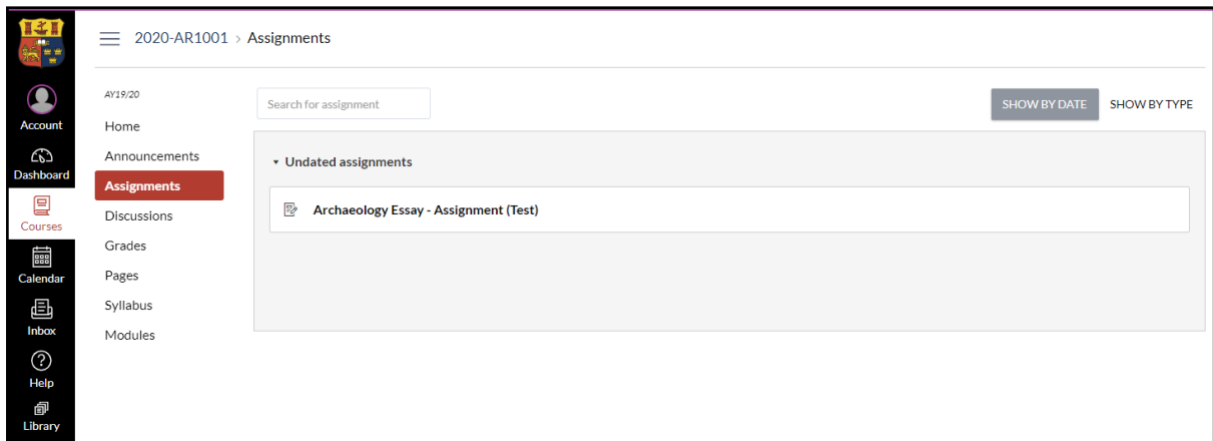 2020-AR1001 > Assignments
Account
Dashboard
Courses
Calendar
Inbox
Help
Library
AY19/20
Home
Announcements
Assignments
Discussions
Grades
Pages
Syllabus
Modules
Search for assignment
SHOW BY DATE SHOW BY TYPE
Undated assignments
Archaeology Essay - Assignment (Test)